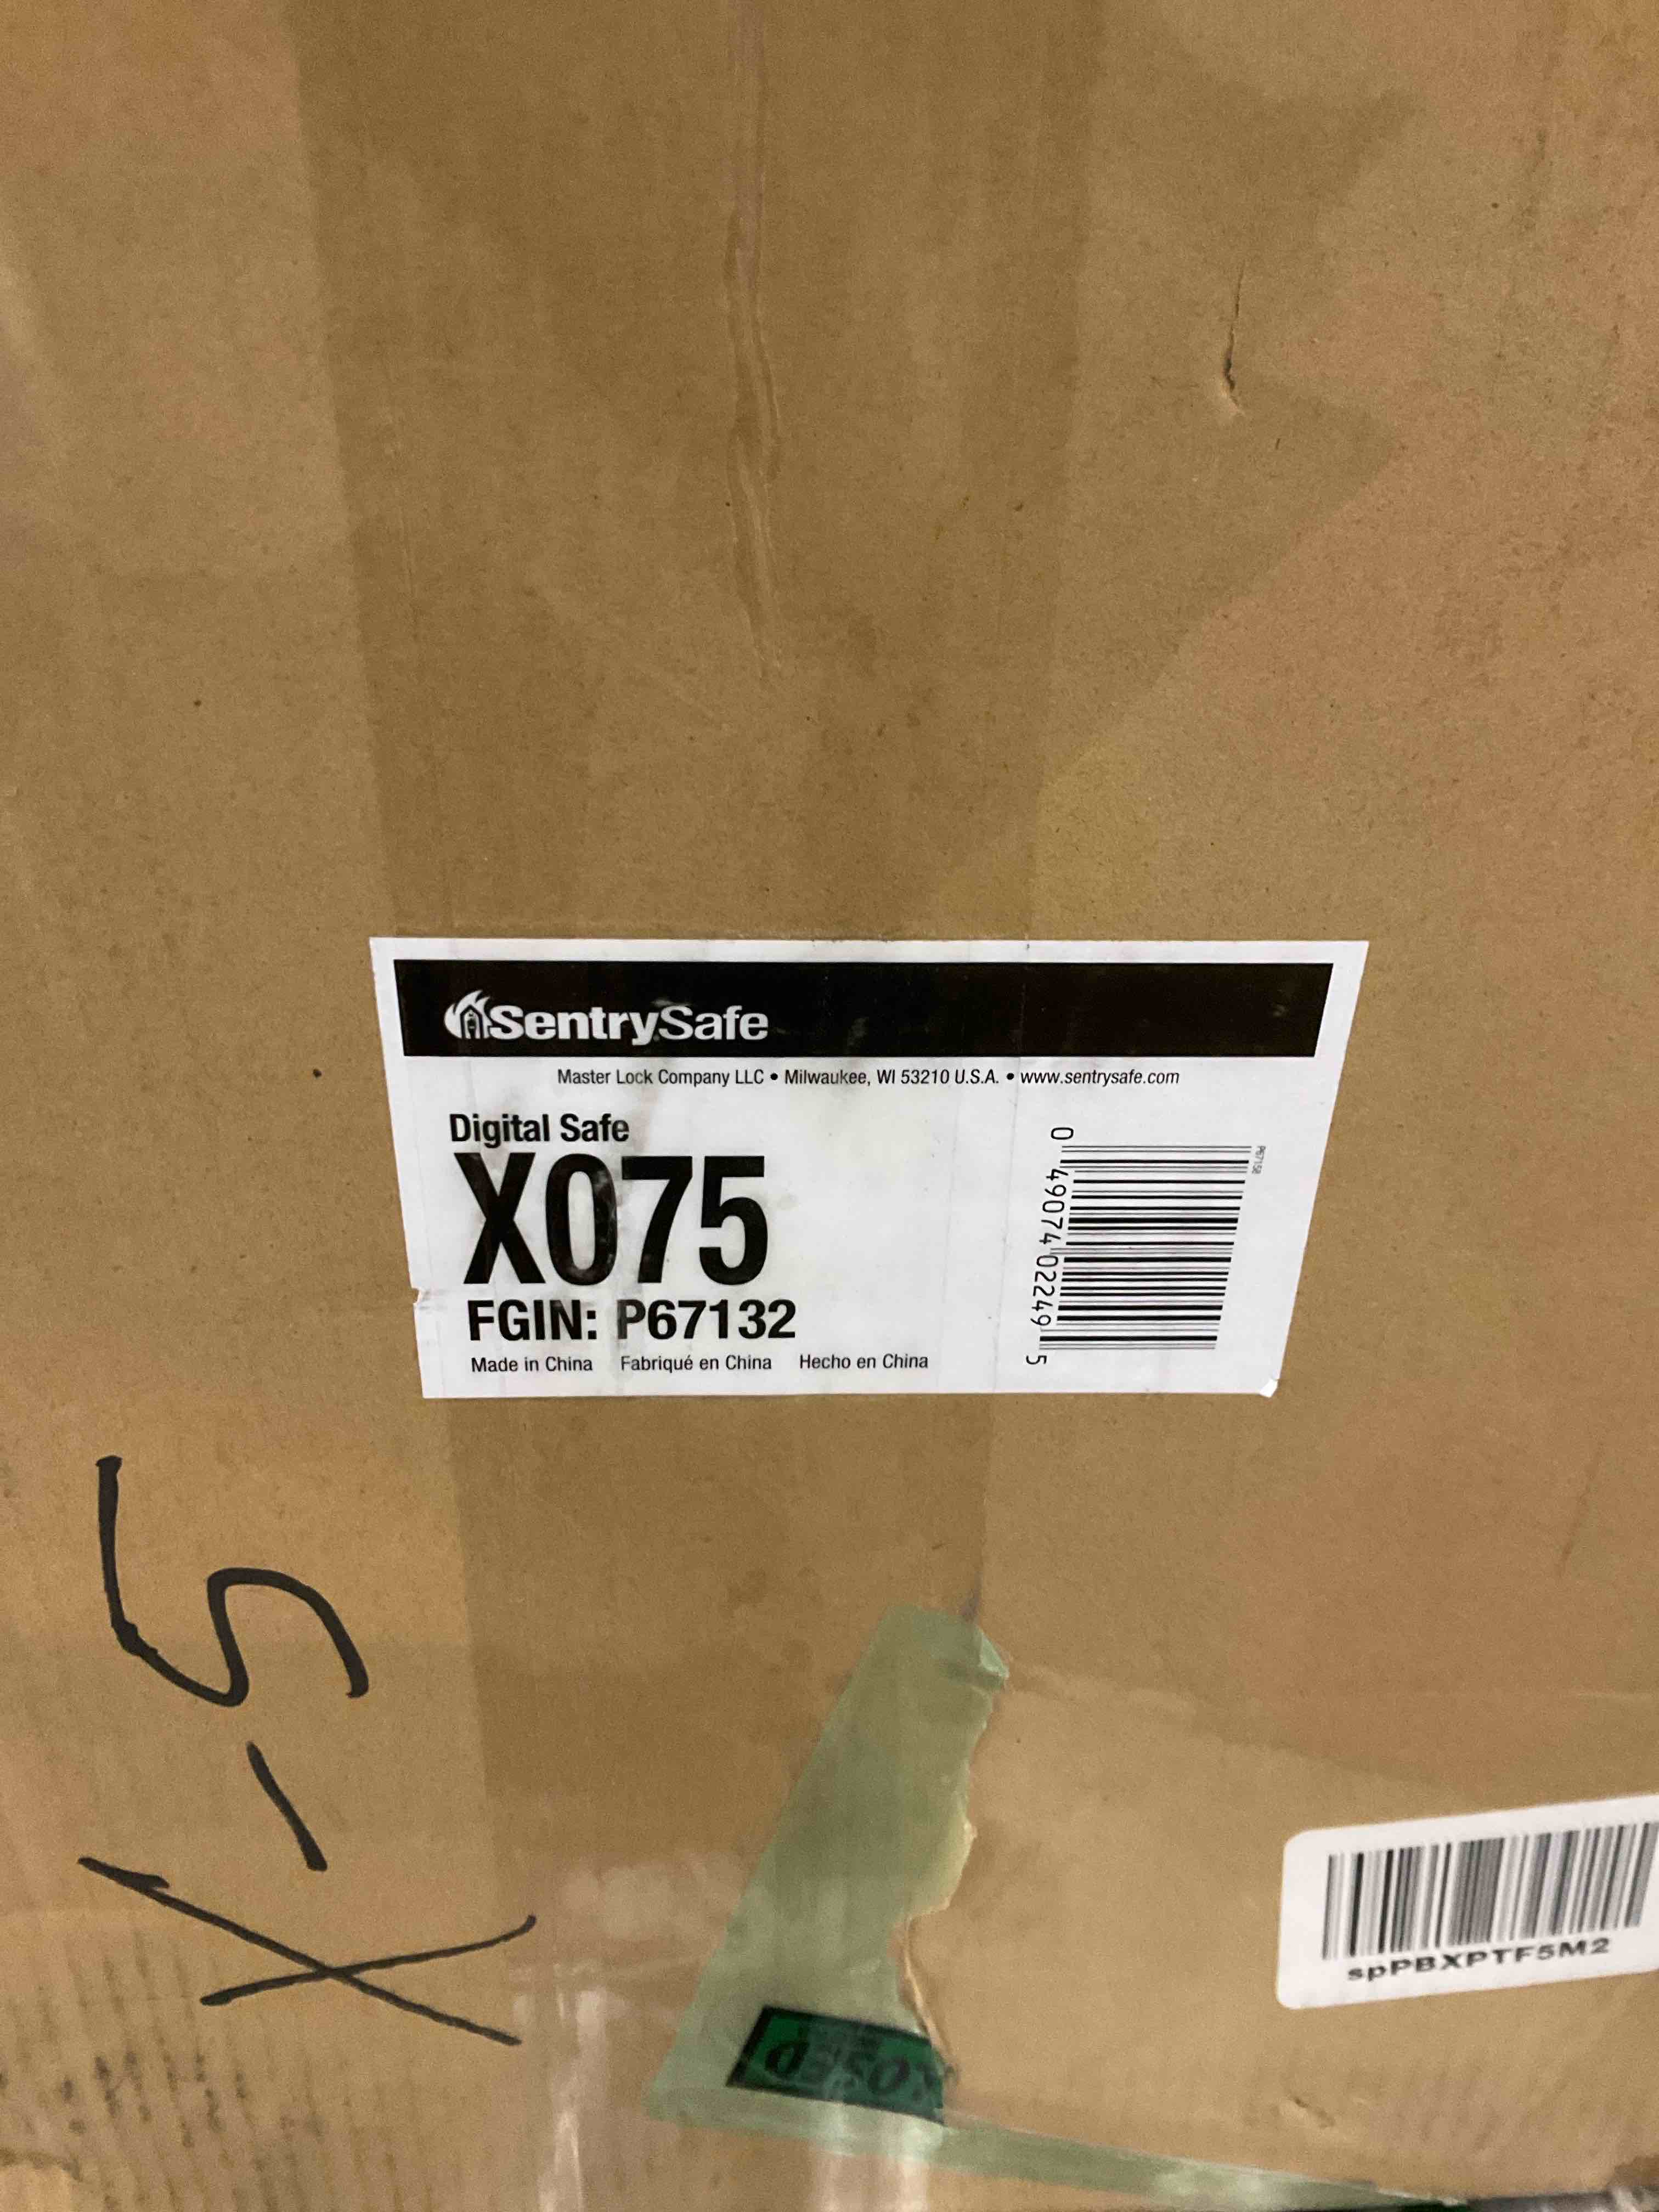 SentrySafe
Master Lock Company LLC • Milwaukee, WI 53210 U.S.A. • www.sentrysafe.com
Digital Safe
X075
FGIN: P67132
Made in China Fabriqué en China Hecho en China
0 49074 02249 5
P67158
X-5
spPBXPTF5M2